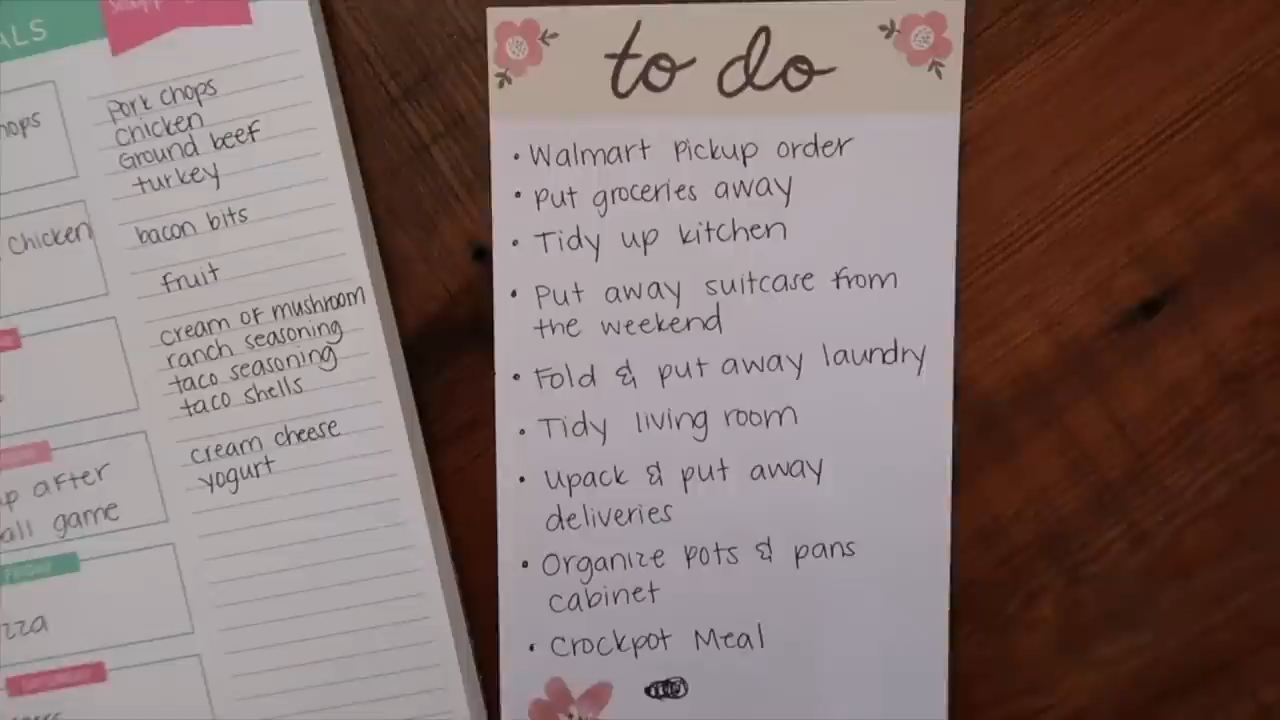 ALS
hops
Chicken
p after
all game
zza
pork chops
chicken
Ground beef
turkey
bacon bits
fruit
cream of mushroom
ranch seasoning
taco seasoning
taco shells
cream cheese
yogurt
to do
• Walmart Pickup order
• Put groceries away
• Tidy up kitchen
• Put away suitcase from
the weekend
• Fold & put away laundry
• Tidy living room
• Upack & put away
deliveries
• Organize pots & pans
cabinet
• Crockpot Meal